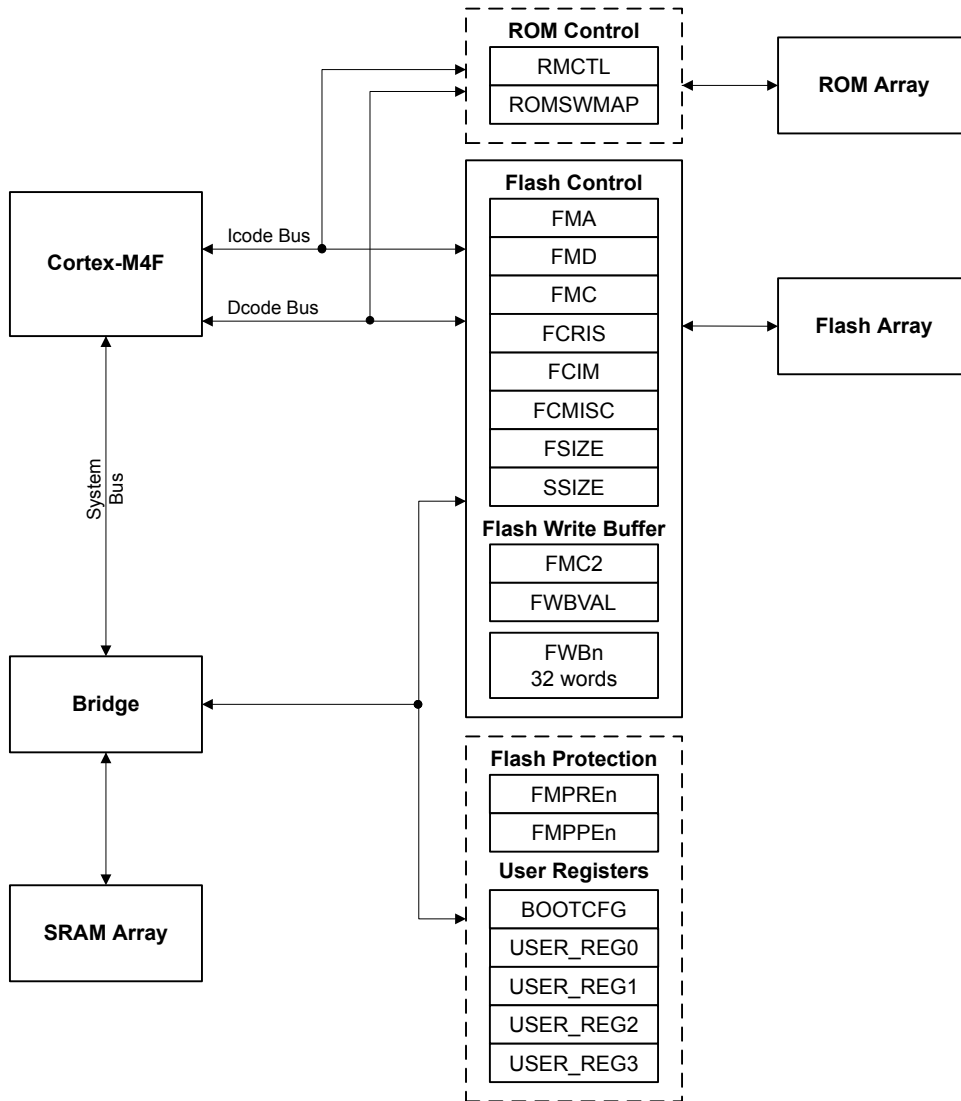 ROM Control
RMCTL
ROMSWMAP
ROM Array
Flash Control
FMA
FMD
FMC
FCRIS
FCIM
FCMISC
FSIZE
SSIZE
Flash Write Buffer
FMC2
FWBVAL
FWBn
32 words
Flash Array
Cortex-M4F
Icode Bus
Dcode Bus
System
Bus
Bridge
SRAM Array
Flash Protection
FMPREn
FMPPEn
User Registers
BOOTCFG
USER_REG0
USER_REG1
USER_REG2
USER_REG3